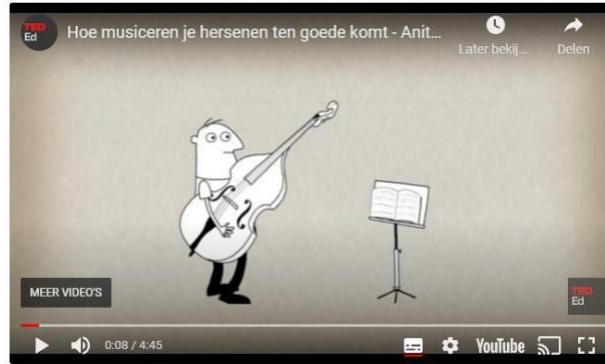 TED
Ed
Hoe musiceren je hersenen ten goede komt - Anit...
Later bekij...
Delen
MEER VIDEO'S
TED
Ed
0:08 / 4:45
YouTube